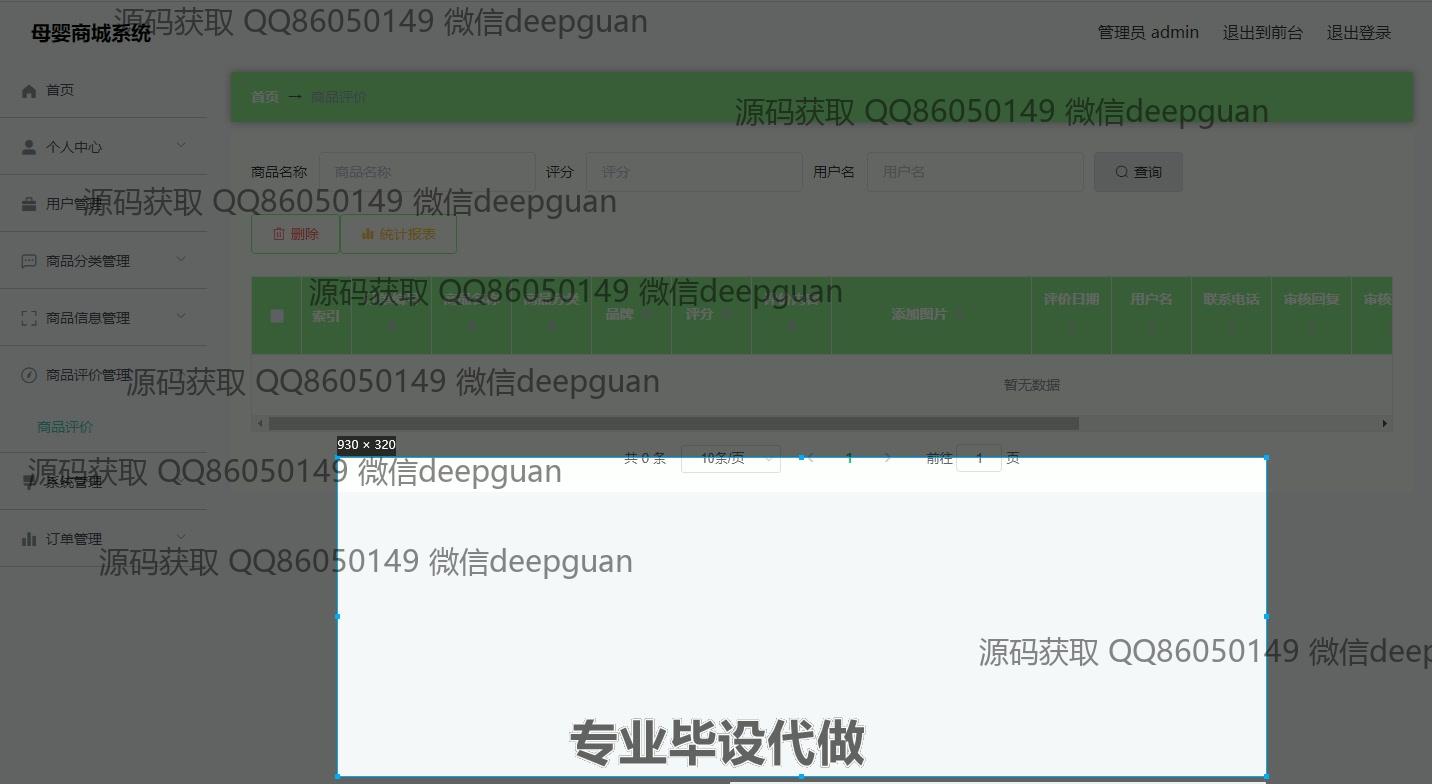 源码获取 QQ86050149 微信deepguan
母婴商城系统
管理员 admin 退出到前台 退出登录
首页
首页 → 商品评价
源码获取 QQ86050149 微信deepguan
个人中心
商品名称 商品名称 评分 评分 用户名 用户名 查询
用户管理
源码获取 QQ86050149 微信deepguan
删除 统计报表
商品分类管理
源码获取 QQ86050149 微信deepguan
索引 品牌 评分 添加图片 评价日期 用户名 联系电话 审核回复 审核
商品信息管理
商品评价管理
源码获取 QQ86050149 微信deepguan
暂无数据
商品评价
930 × 320
共 0 条 10条/页 1 前往 1 页
源码获取 QQ86050149 微信deepguan
系统管理
订单管理
源码获取 QQ86050149 微信deepguan
源码获取 QQ86050149 微信deep
专业毕设代做